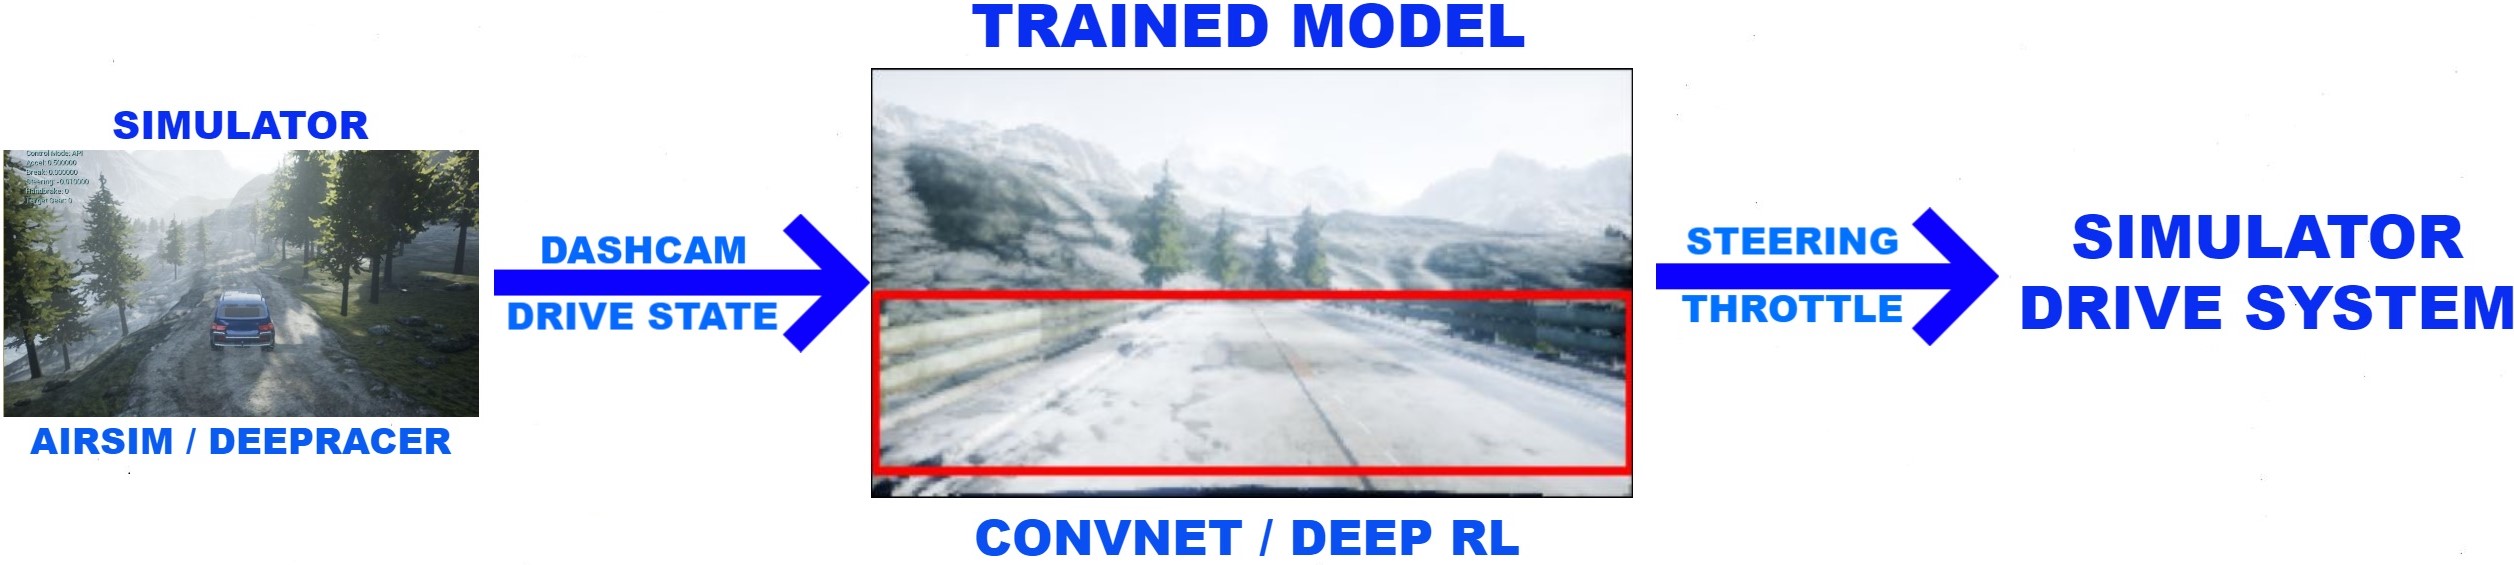 TRAINED MODEL
SIMULATOR
Control Mode: API
Accel: 0.500000
Break: 0.000000
Steering: -0.010000
Handbrake: 0
Target Gear: 0
DASHCAM
DRIVE STATE
STEERING
THROTTLE
SIMULATOR
DRIVE SYSTEM
AIRSIM / DEEPRACER
CONVNET / DEEP RL